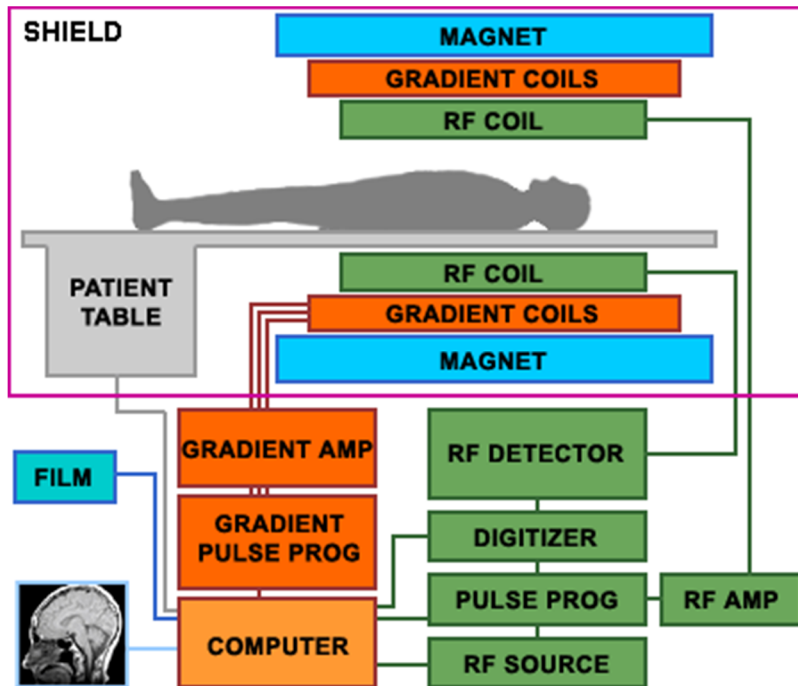 SHIELD
MAGNET
GRADIENT COILS
RF COIL
PATIENT
TABLE
RF COIL
GRADIENT COILS
MAGNET
GRADIENT AMP
RF DETECTOR
FILM
GRADIENT
PULSE PROG
DIGITIZER
PULSE PROG
RF AMP
COMPUTER
RF SOURCE